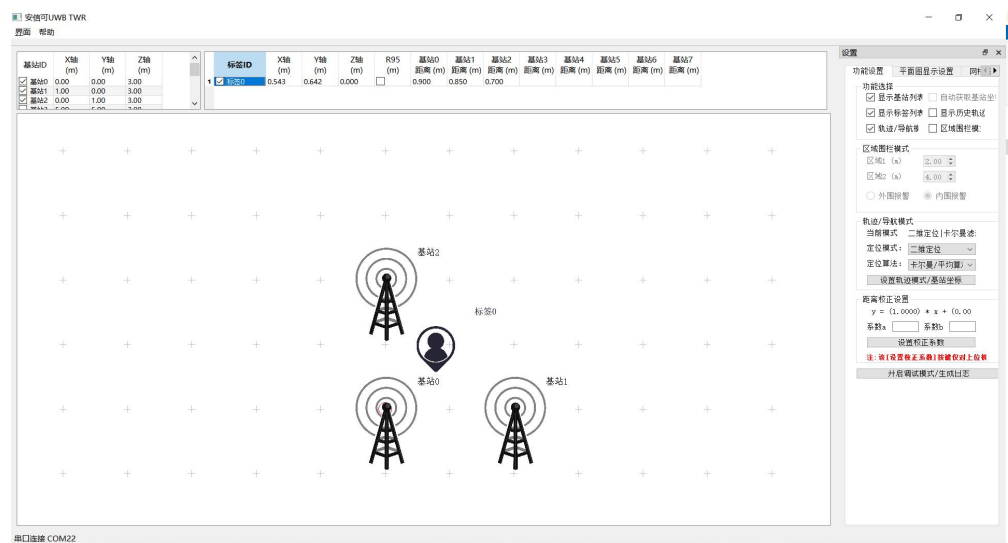 安信可UWB TWR
界面 帮助
基站ID X轴(m) Y轴(m) Z轴(m)
基站0 0.00 0.00 3.00
基站1 1.00 0.00 3.00
基站2 0.00 1.00 3.00
标签ID X轴(m) Y轴(m) Z轴(m) R95(m) 基站0距离(m) 基站1距离(m) 基站2距离(m) 基站3距离(m) 基站4距离(m) 基站5距离(m) 基站6距离(m) 基站7距离(m)
1 标签0 0.543 0.642 0.000 0.900 0.850 0.700
基站2
标签0
基站0
基站1
设置
功能设置 平面图显示设置
功能选择
显示基站列表 自动获取基站坐
显示标签列表 显示历史轨迹
轨迹/导航模 区域围栏模
区域围栏模式
区域1 (m) 2.00
区域2 (m) 4.00
外围报警 内围报警
轨迹/导航模式
当前模式 二维定位|卡尔曼滤
定位模式: 二维定位
定位算法: 卡尔曼/平均算
设置轨迹模式/基站坐标
距离校正设置
y = (1.0000) * x + (0.00
系数a 系数b
设置校正系数
注:该[设置校正系数]按键仅对上位机
开启调试模式/生成日志
串口连接 COM22